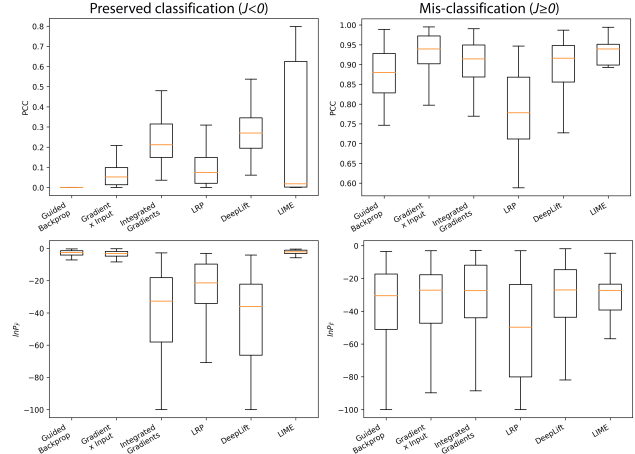 Preserved classification (J<0)
Mis-classification (J≥0)
PCC
0.8
0.7
0.6
0.5
0.4
0.3
0.2
0.1
0.0
Guided
Backprop
Gradient
x Input
Integrated
Gradients
LRP
DeepLift
LIME
PCC
1.00
0.95
0.90
0.85
0.80
0.75
0.70
0.65
0.60
Guided
Backprop
Gradient
x Input
Integrated
Gradients
LRP
DeepLift
LIME
lnP_F
0
−20
−40
−60
−80
−100
Guided
Backprop
Gradient
x Input
Integrated
Gradients
LRP
DeepLift
LIME
lnP_F
0
−20
−40
−60
−80
−100
Guided
Backprop
Gradient
x Input
Integrated
Gradients
LRP
DeepLift
LIME